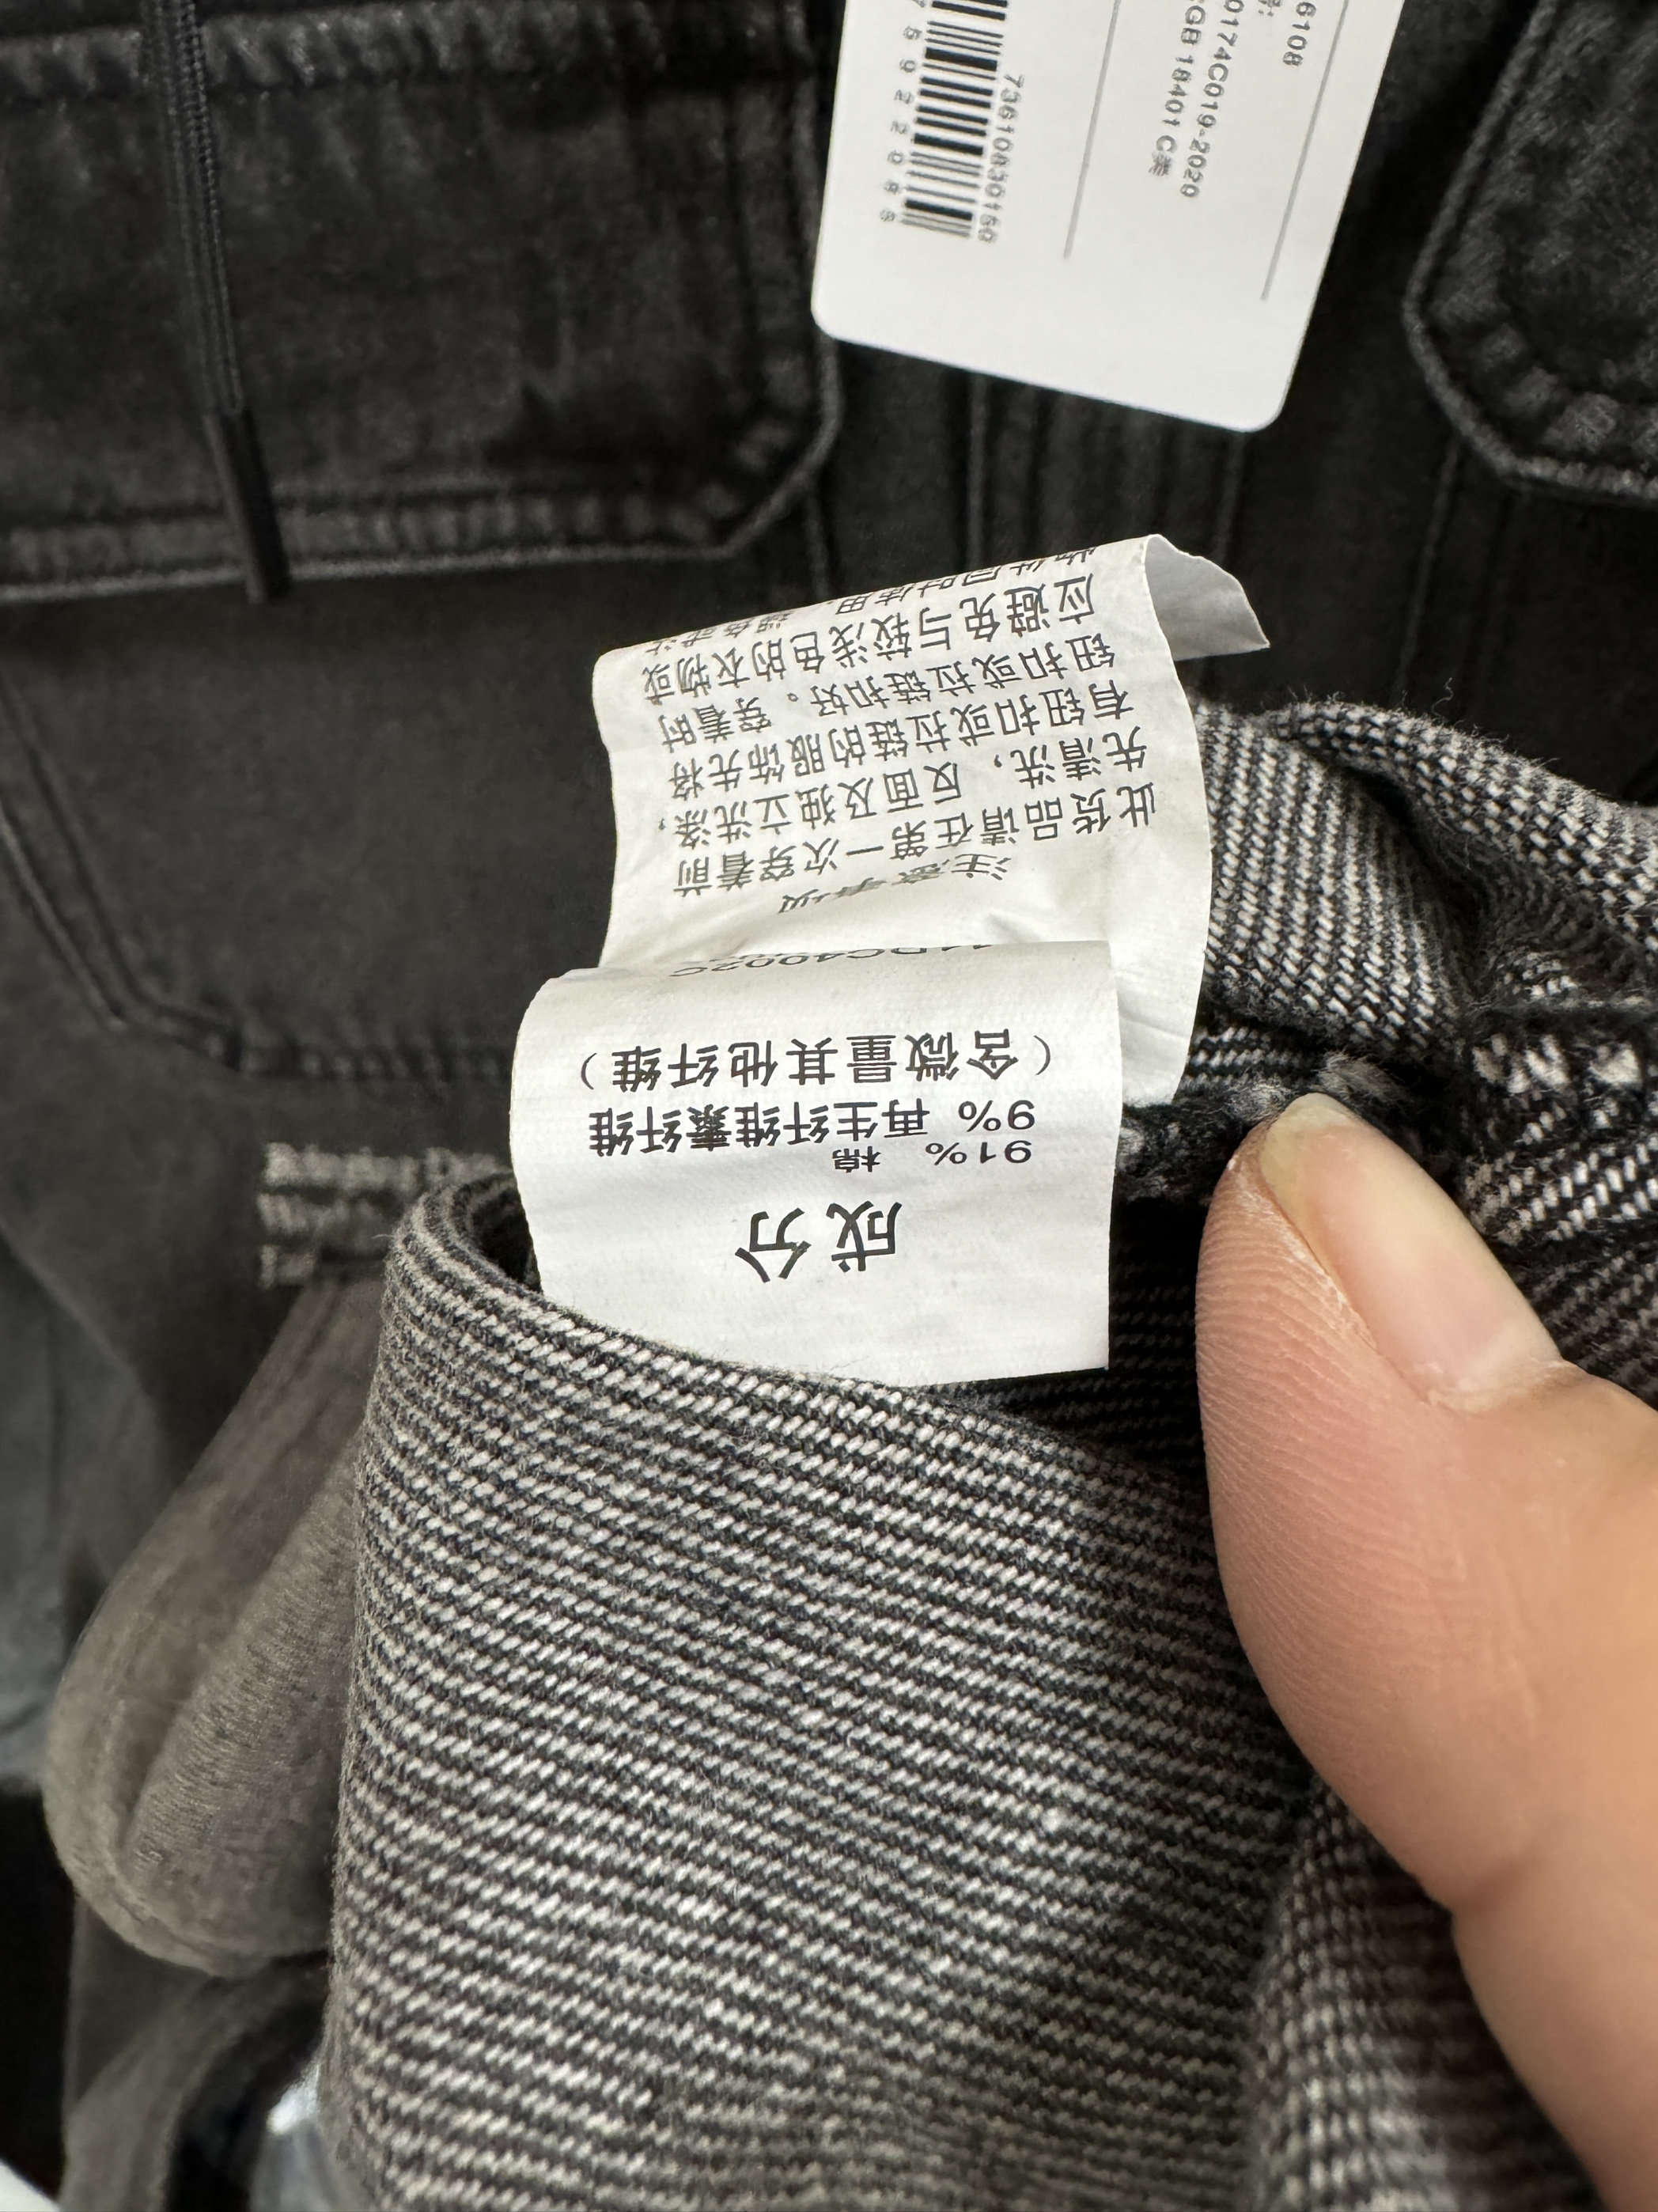 成分
91% 棉
9% 再生纤维素纤维
（含微量其他纤维）
注意事项
此货品请在第一次穿着前
先清洗，反面及独立洗涤，
有钮扣或拉链的服饰先将
钮扣或拉链扣好。穿着时
应避免与较浅色的衣物或
6108
0174C019-2020
GB 18401 C类
736108630160